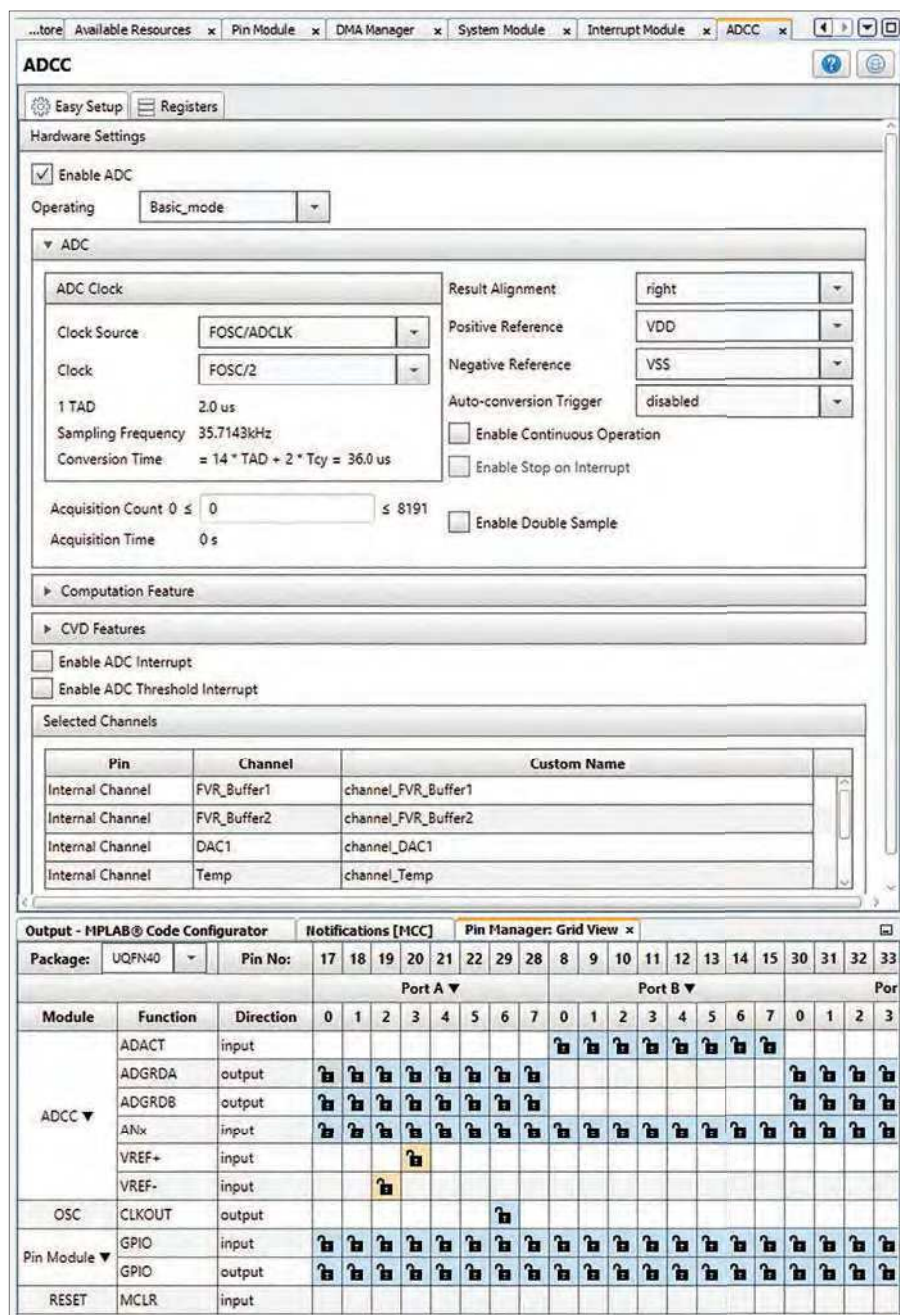 ...tore Available Resources x Pin Module x DMA Manager x System Module x Interrupt Module x ADCC x
ADCC
Easy Setup Registers
Hardware Settings
Enable ADC
Operating Basic_mode
ADC
ADC Clock
Clock Source FOSC/ADCLK
Clock FOSC/2
1 TAD 2.0 us
Sampling Frequency 35.7143kHz
Conversion Time = 14 * TAD + 2 * Tcy = 36.0 us
Result Alignment right
Positive Reference VDD
Negative Reference VSS
Auto-conversion Trigger disabled
Enable Continuous Operation
Enable Stop on Interrupt
Acquisition Count 0 ≤ 0 ≤ 8191
Enable Double Sample
Acquisition Time 0 s
Computation Feature
CVD Features
Enable ADC Interrupt
Enable ADC Threshold Interrupt
Selected Channels
Pin Channel Custom Name
Internal Channel FVR_Buffer1 channel_FVR_Buffer1
Internal Channel FVR_Buffer2 channel_FVR_Buffer2
Internal Channel DAC1 channel_DAC1
Internal Channel Temp channel_Temp
Output - MPLAB® Code Configurator Notifications [MCC] Pin Manager: Grid View x
Package: UQFN40 Pin No: 17 18 19 20 21 22 29 28 8 9 10 11 12 13 14 15 30 31 32 33
Port A ▼ Port B ▼ Por
Module Function Direction 0 1 2 3 4 5 6 7 0 1 2 3 4 5 6 7 0 1 2 3
ADCC ▼
ADACT input
ADGRDA output
ADGRDB output
ANx input
VREF+ input
VREF- input
OSC CLKOUT output
Pin Module ▼
GPIO input
GPIO output
RESET MCLR input